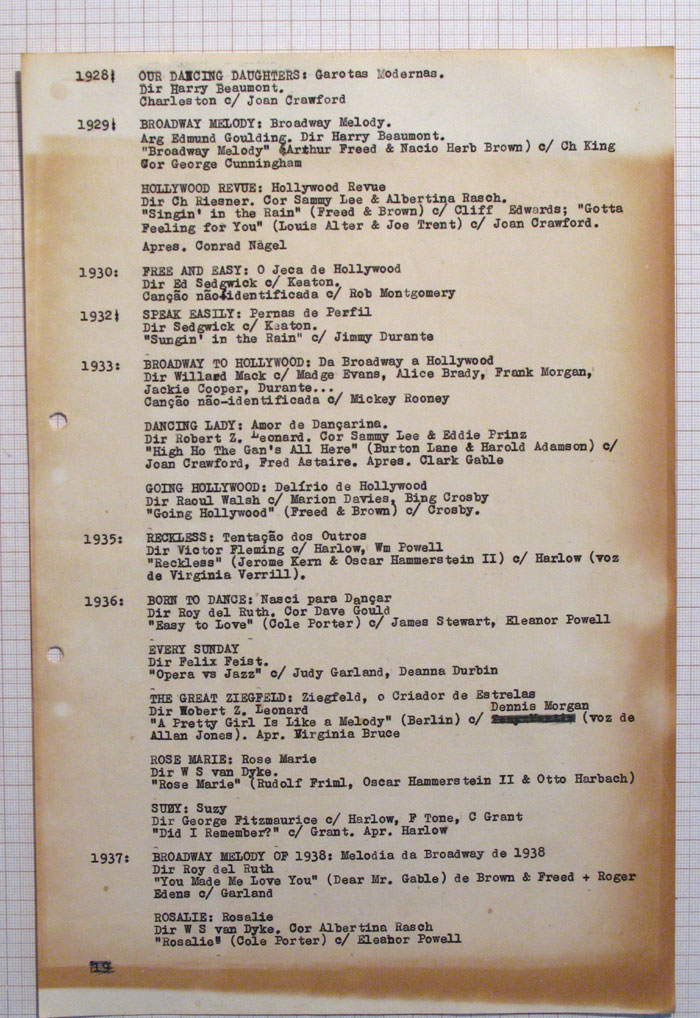 1928: OUR DANCING DAUGHTERS: Garotas Modernas.
Dir Harry Beaumont.
Charleston c/ Joan Crawford
1929: BROADWAY MELODY: Broadway Melody.
Arg Edmund Goulding. Dir Harry Beaumont.
"Broadway Melody" (Arthur Freed & Nacio Herb Brown) c/ Ch King
Cor George Cunningham
HOLLYWOOD REVUE: Hollywood Revue
Dir Ch Riesner. Cor Sammy Lee & Albertina Rasch.
"Singin' in the Rain" (Freed & Brown) c/ Cliff Edwards; "Gotta
Feeling for You" (Louis Alter & Joe Trent) c/ Joan Crawford.
Apres. Conrad Nagel
1930: FREE AND EASY: O Jeca de Hollywood
Dir Ed Sedgwick c/ Keaton.
Canção não-identificada c/ Rob Montgomery
1932: SPEAK EASILY: Pernas de Perfil
Dir Sedgwick c/ Keaton.
"Sungin' in the Rain" c/ Jimmy Durante
1933: BROADWAY TO HOLLYWOOD: Da Broadway a Hollywood
Dir Willard Mack c/ Madge Evans, Alice Brady, Frank Morgan,
Jackie Cooper, Durante...
Canção não-identificada c/ Mickey Rooney
DANCING LADY: Amor de Dançarina.
Dir Robert Z. Leonard. Cor Sammy Lee & Eddie Prinz
"High Ho The Gan's All Here" (Burton Lane & Harold Adamson) c/
Joan Crawford, Fred Astaire. Apres. Clark Gable
GOING HOLLYWOOD: Delírio de Hollywood
Dir Raoul Walsh c/ Marion Davies, Bing Crosby
"Going Hollywood" (Freed & Brown) c/ Crosby.
1935: RECKLESS: Tentação dos Outros
Dir Victor Fleming c/ Harlow, Wm Powell
"Reckless" (Jerome Kern & Oscar Hammerstein II) c/ Harlow (voz
de Virginia Verrill).
1936: BORN TO DANCE: Nasci para Dançar
Dir Roy del Ruth. Cor Dave Gould
"Easy to Love" (Cole Porter) c/ James Stewart, Eleanor Powell
EVERY SUNDAY
Dir Felix Feist.
"Opera vs Jazz" c/ Judy Garland, Deanna Durbin
THE GREAT ZIEGFELD: Ziegfeld, o Criador de Estrelas
Dir Robert Z. Leonard Dennis Morgan
"A Pretty Girl Is Like a Melody" (Berlin) c/ (voz de
Allan Jones). Apr. Virginia Bruce
ROSE MARIE: Rose Marie
Dir W S van Dyke.
"Rose Marie" (Rudolf Friml, Oscar Hammerstein II & Otto Harbach)
SUZY: Suzy
Dir George Fitzmaurice c/ Harlow, F Tone, C Grant
"Did I Remember?" c/ Grant. Apr. Harlow
1937: BROADWAY MELODY OF 1938: Melodia da Broadway de 1938
Dir Roy del Ruth
"You Made Me Love You" (Dear Mr. Gable) de Brown & Freed + Roger
Edens c/ Garland
ROSALIE: Rosalie
Dir W S van Dyke. Cor Albertina Rasch
"Rosalie" (Cole Porter) c/ Eleanor Powell